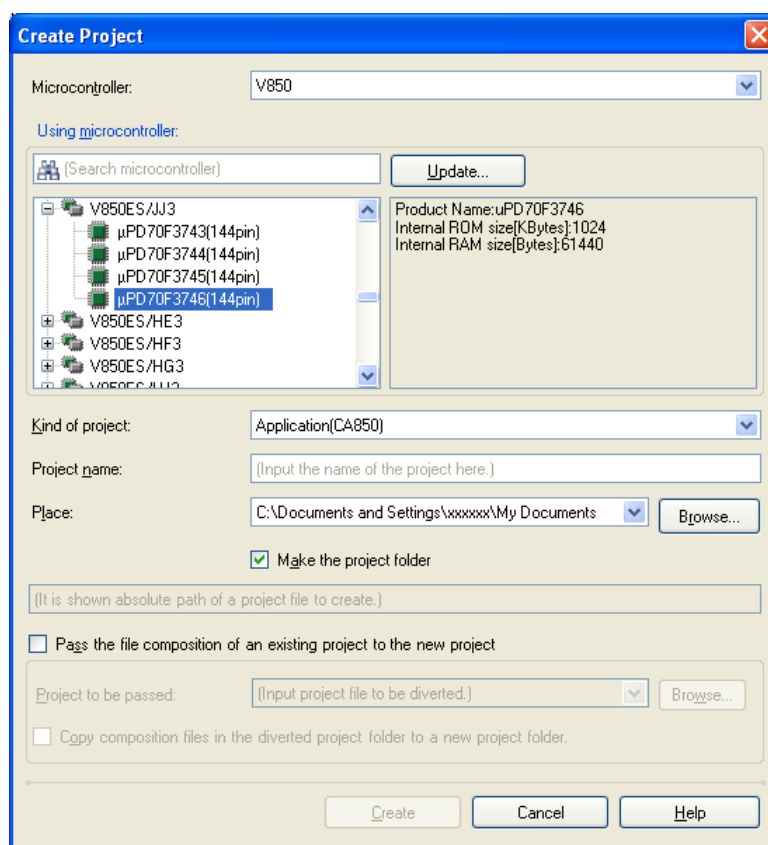 Create Project
Microcontroller:
V850
Using microcontroller:
(Search microcontroller)
Update...
V850ES/JJ3
µPD70F3743(144pin)
µPD70F3744(144pin)
µPD70F3745(144pin)
µPD70F3746(144pin)
V850ES/HE3
V850ES/HF3
V850ES/HG3
Product Name:uPD70F3746
Internal ROM size[KBytes]:1024
Internal RAM size[Bytes]:61440
Kind of project:
Application(CA850)
Project name:
(Input the name of the project here.)
Place:
C:\Documents and Settings\xxxxxx\My Documents
Browse...
Make the project folder
(It is shown absolute path of a project file to create.)
Pass the file composition of an existing project to the new project
Project to be passed:
(Input project file to be diverted.)
Browse...
Copy composition files in the diverted project folder to a new project folder.
Create
Cancel
Help